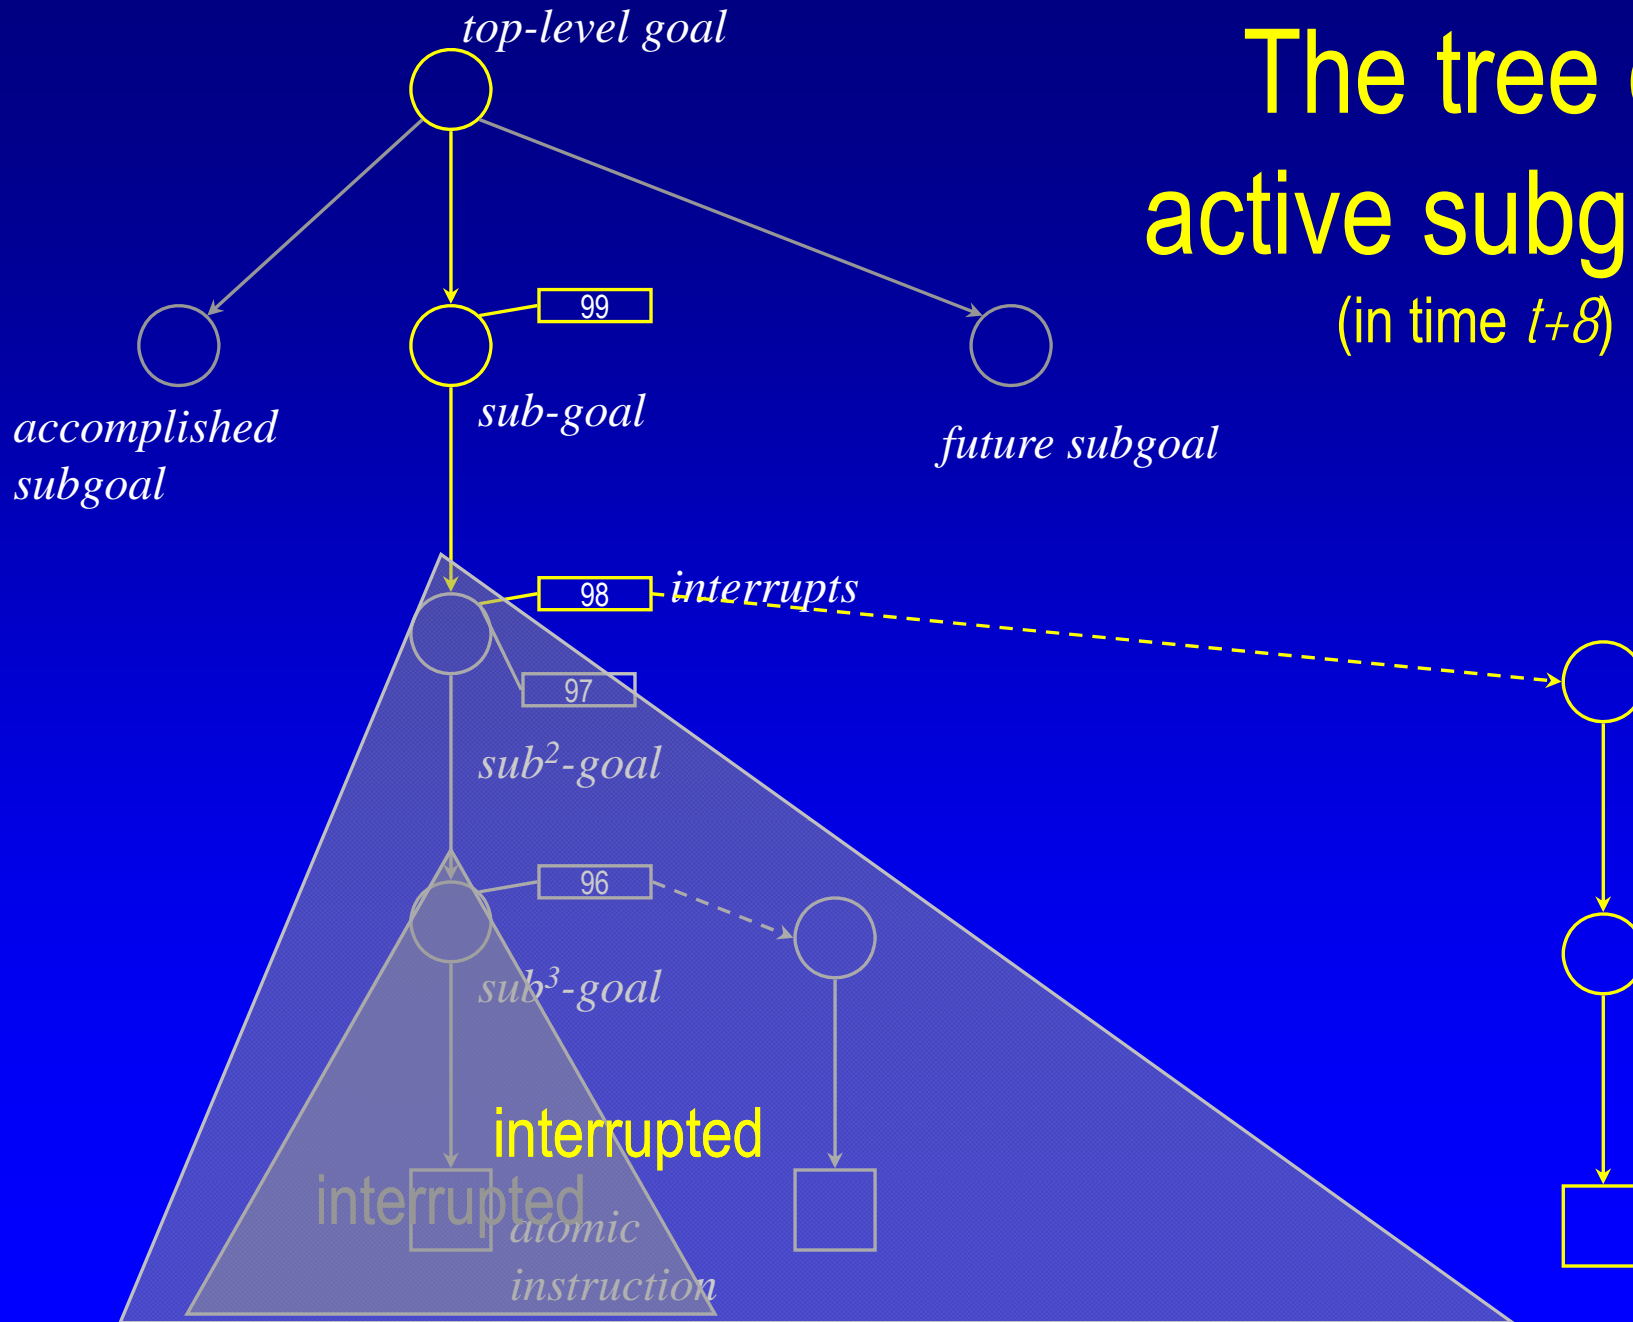 top-level goal
The tree
active subg
(in time t+8)
99
accomplished
subgoal
sub-goal
future subgoal
98
interrupts
97
sub²-goal
96
sub³-goal
interrupted
interrupted
atomic
instruction